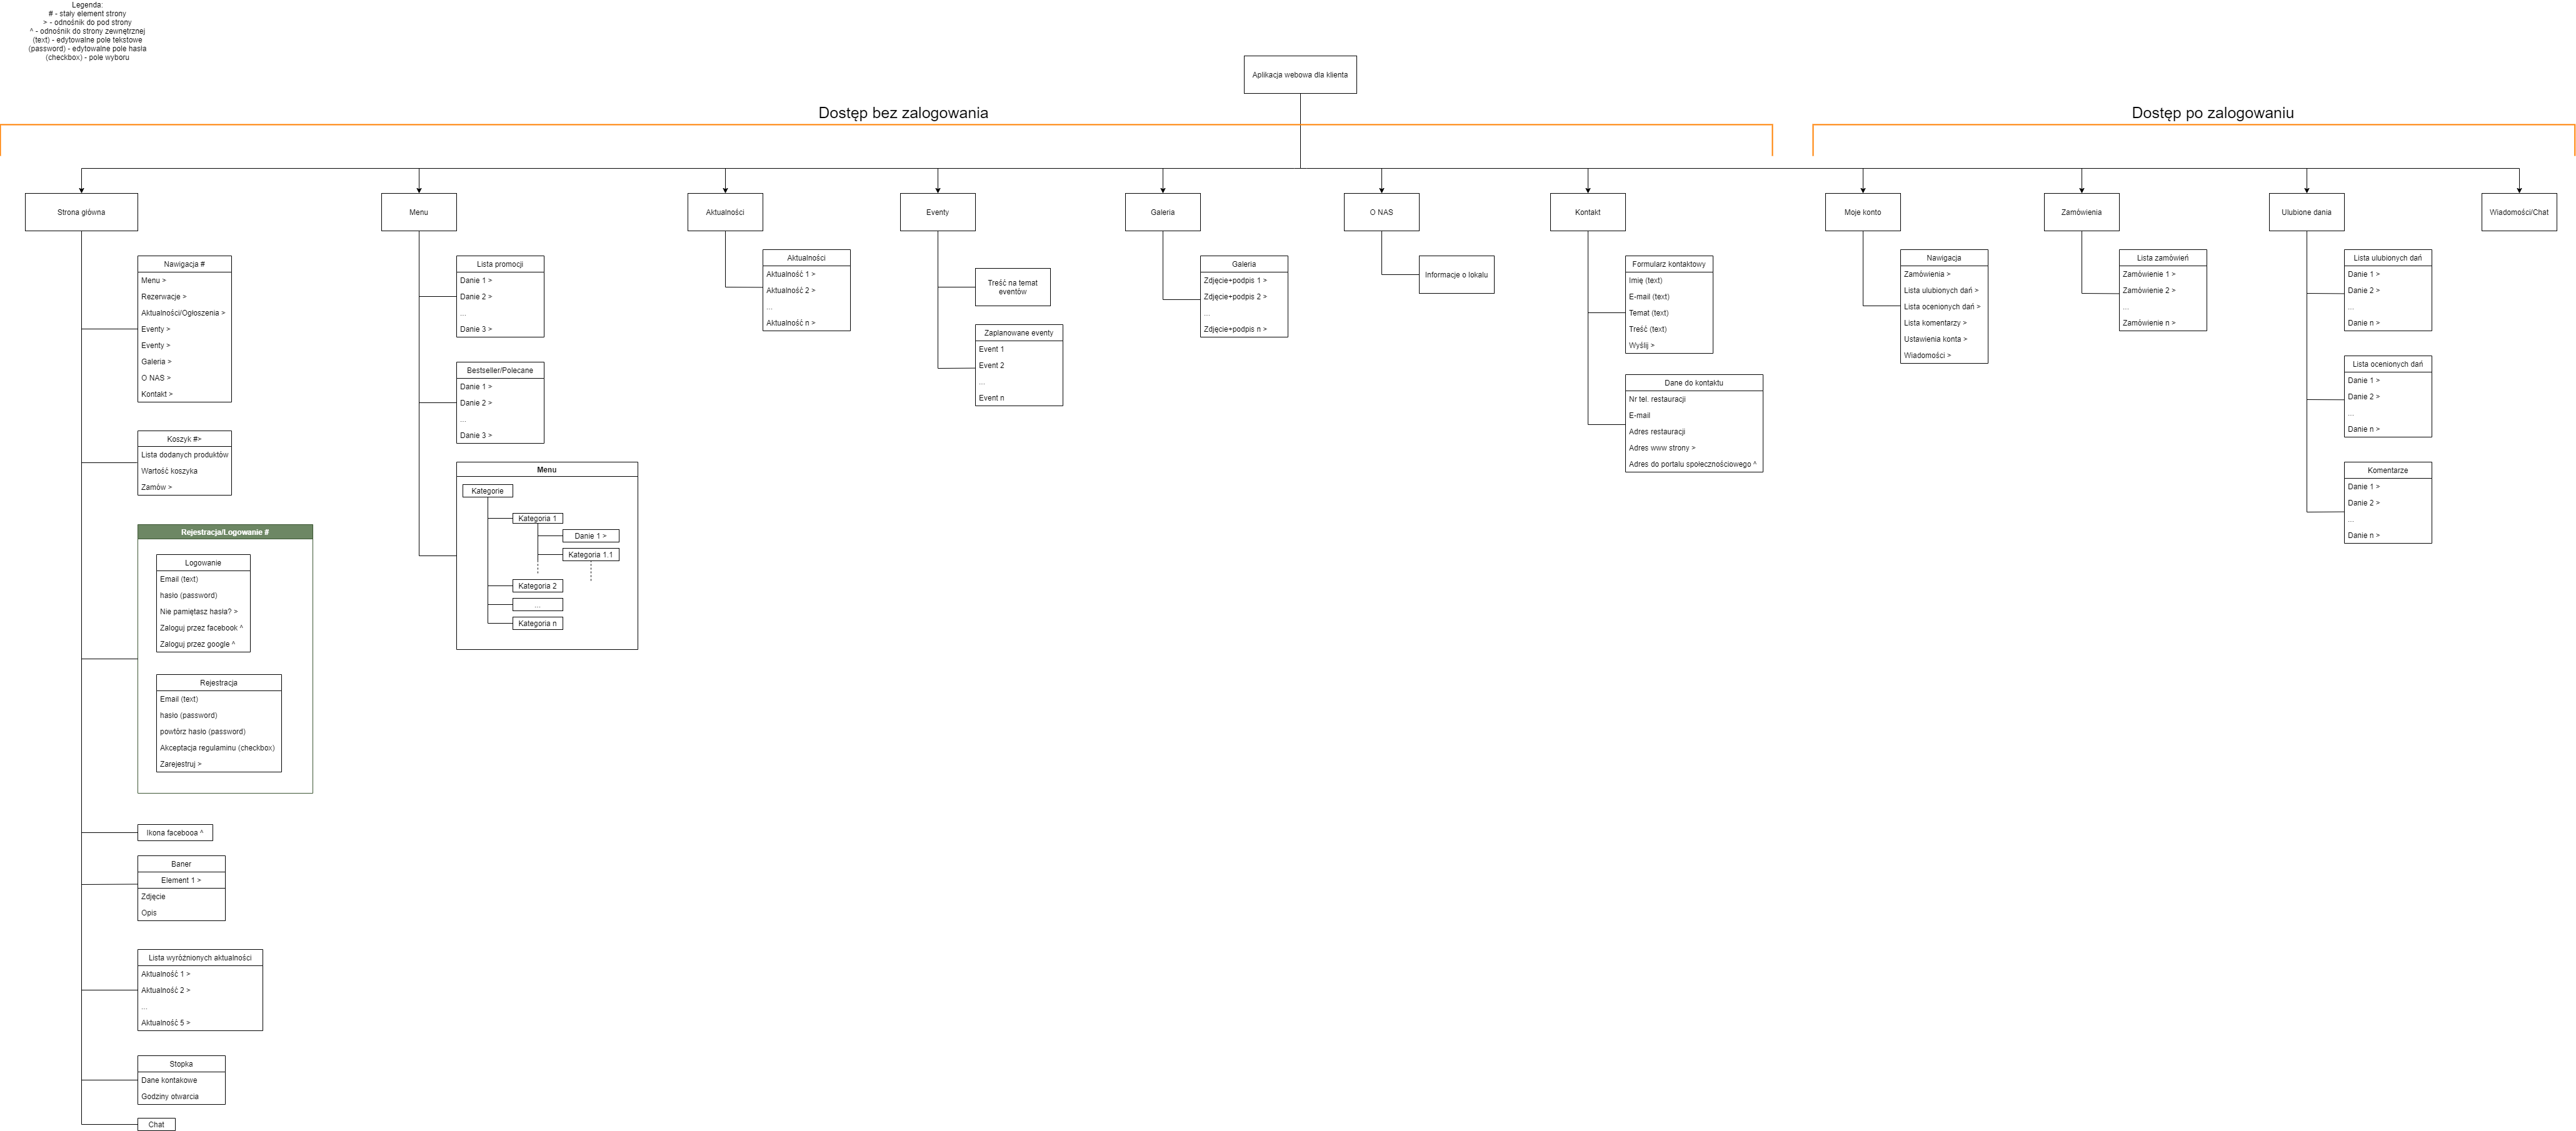 Legenda:
# - stały element strony
> - odnośnik do pod strony
^ - odnośnik do strony zewnętrznej
(text) - edytowalne pole tekstowe
(password) - edytowalne pole hasła
(checkbox) - pole wyboru
Aplikacja webowa dla klienta
Dostęp bez zalogowania
Dostęp po zalogowaniu
Strona główna
Menu
Aktualności
Eventy
Galeria
O NAS
Kontakt
Moje konto
Zamówienia
Ulubione dania
Wiadomości/Chat
Nawigacja #
Menu >
Rezerwacje >
Aktualności/Ogłoszenia >
Eventy >
Eventy >
Galeria >
O NAS >
Kontakt >
Koszyk #>
Lista dodanych produktów
Wartość koszyka
Zamów >
Rejestracja/Logowanie #
Logowanie
Email (text)
hasło (password)
Nie pamiętasz hasła? >
Zaloguj przez facebook ^
Zaloguj przez google ^
Rejestracja
Email (text)
hasło (password)
powtórz hasło (password)
Akceptacja regulaminu (checkbox)
Zarejestruj >
Ikona facebooa ^
Baner
Element 1 >
Zdjęcie
Opis
Lista wyróżnionych aktualności
Aktualność 1 >
Aktualność 2 >
...
Aktualność 5 >
Stopka
Dane kontakowe
Godziny otwarcia
Chat
Lista promocji
Danie 1 >
Danie 2 >
...
Danie 3 >
Bestseller/Polecane
Danie 1 >
Danie 2 >
...
Danie 3 >
Menu
Kategorie
Kategoria 1
Danie 1 >
Kategoria 1.1
Kategoria 2
...
Kategoria n
Aktualności
Aktualność 1 >
Aktualność 2 >
...
Aktualność n >
Treść na temat
eventów
Zaplanowane eventy
Event 1
Event 2
...
Event n
Galeria
Zdjęcie+podpis 1 >
Zdjęcie+podpis 2 >
...
Zdjęcie+podpis n >
Informacje o lokalu
Formularz kontaktowy
Imię (text)
E-mail (text)
Temat (text)
Treść (text)
Wyślij >
Dane do kontaktu
Nr tel. restauracji
E-mail
Adres restauracji
Adres www strony >
Adres do portalu społecznościowego ^
Nawigacja
Zamówienia >
Lista ulubionych dań >
Lista ocenionych dań >
Lista komentarzy >
Ustawienia konta >
Wiadomości >
Lista zamówień
Zamówienie 1 >
Zamówienie 2 >
...
Zamówienie n >
Lista ulubionych dań
Danie 1 >
Danie 2 >
...
Danie n >
Lista ocenionych dań
Danie 1 >
Danie 2 >
...
Danie n >
Komentarze
Danie 1 >
Danie 2 >
...
Danie n >